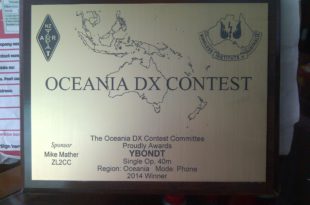 OCEANIA DX CONTEST
The Oceania DX Contest Committee
Proudly Awards
Sponsor
Mike Mather
ZL2CC
YB0NDT
Single Op. 40m
Region: Oceania Mode: Phone
2014 Winner